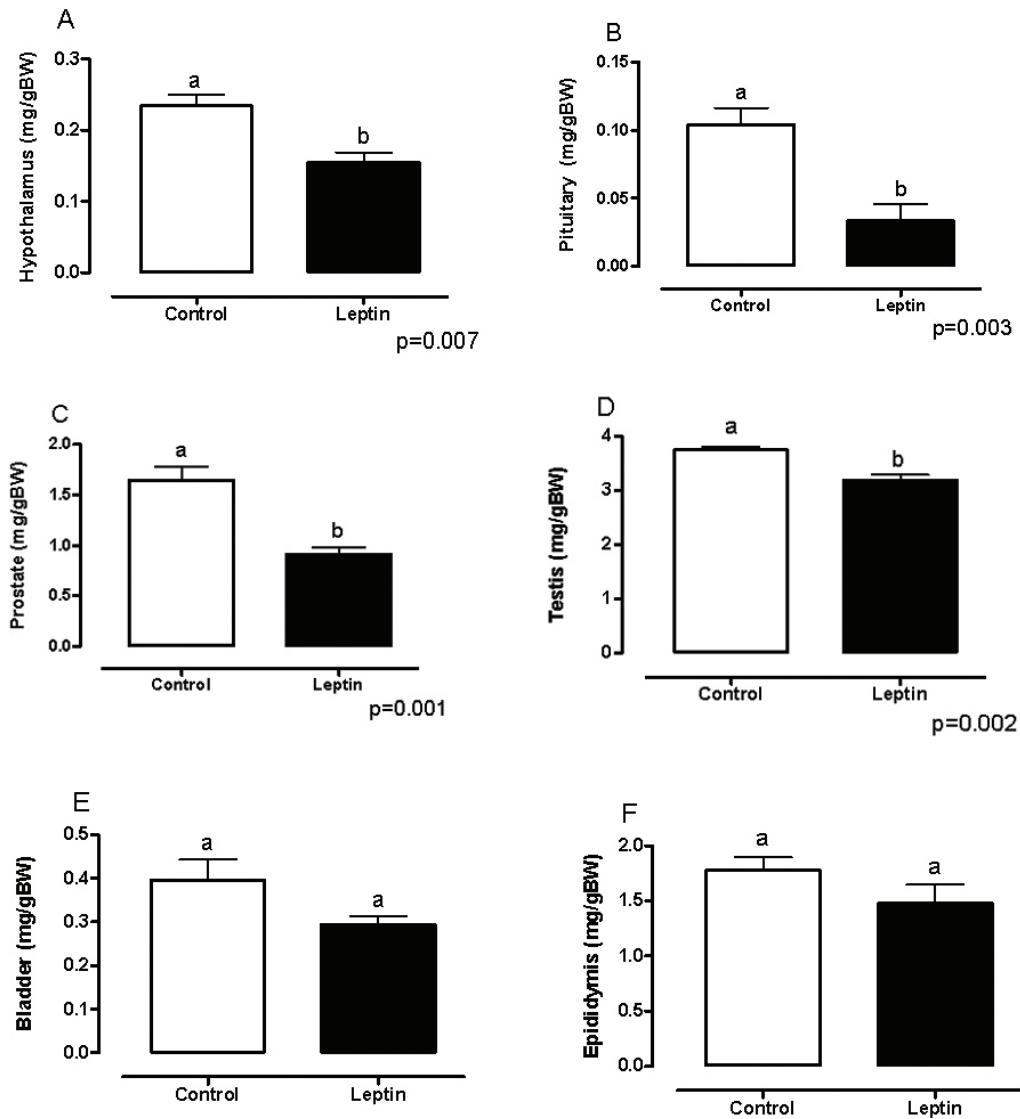 A
Hypothalamus (mg/gBW)
0.3
0.2
0.1
0.0
a
b
Control
Leptin
p=0.007
B
Pituitary (mg/gBW)
0.15
0.10
0.05
0.00
a
b
Control
Leptin
p=0.003
C
Prostate (mg/gBW)
2.0
1.5
1.0
0.5
0.0
a
b
Control
Leptin
p=0.001
D
Testis (mg/gBW)
4
3
2
1
0
a
b
Control
Leptin
p=0.002
E
Bladder (mg/gBW)
0.5
0.4
0.3
0.2
0.1
0.0
a
a
Control
Leptin
F
Epididymis (mg/gBW)
2.0
1.5
1.0
0.5
0.0
a
a
Control
Leptin